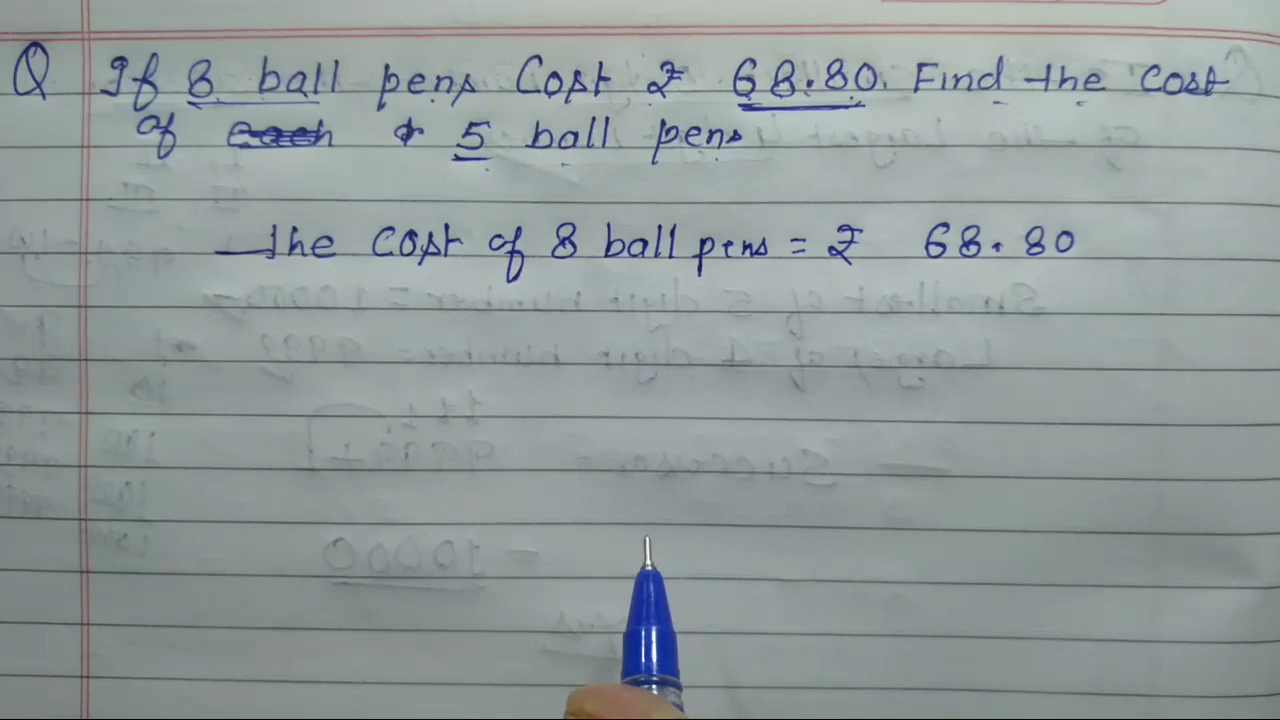 Q If 8 ball pens Cost ₹ 68.80. Find the cost
of 5 ball pens
The cost of 8 ball pens = ₹ 68.80